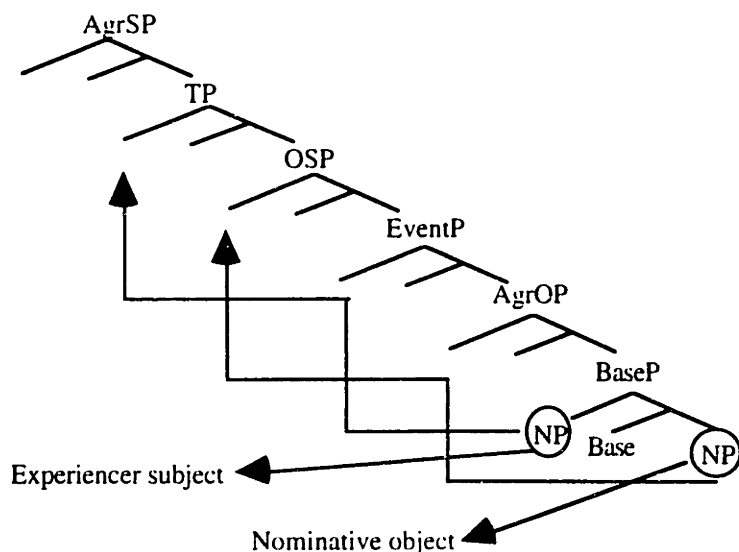 AgrSP
TP
OSP
EventP
AgrOP
BaseP
NP Base NP
Experiencer subject
Nominative object